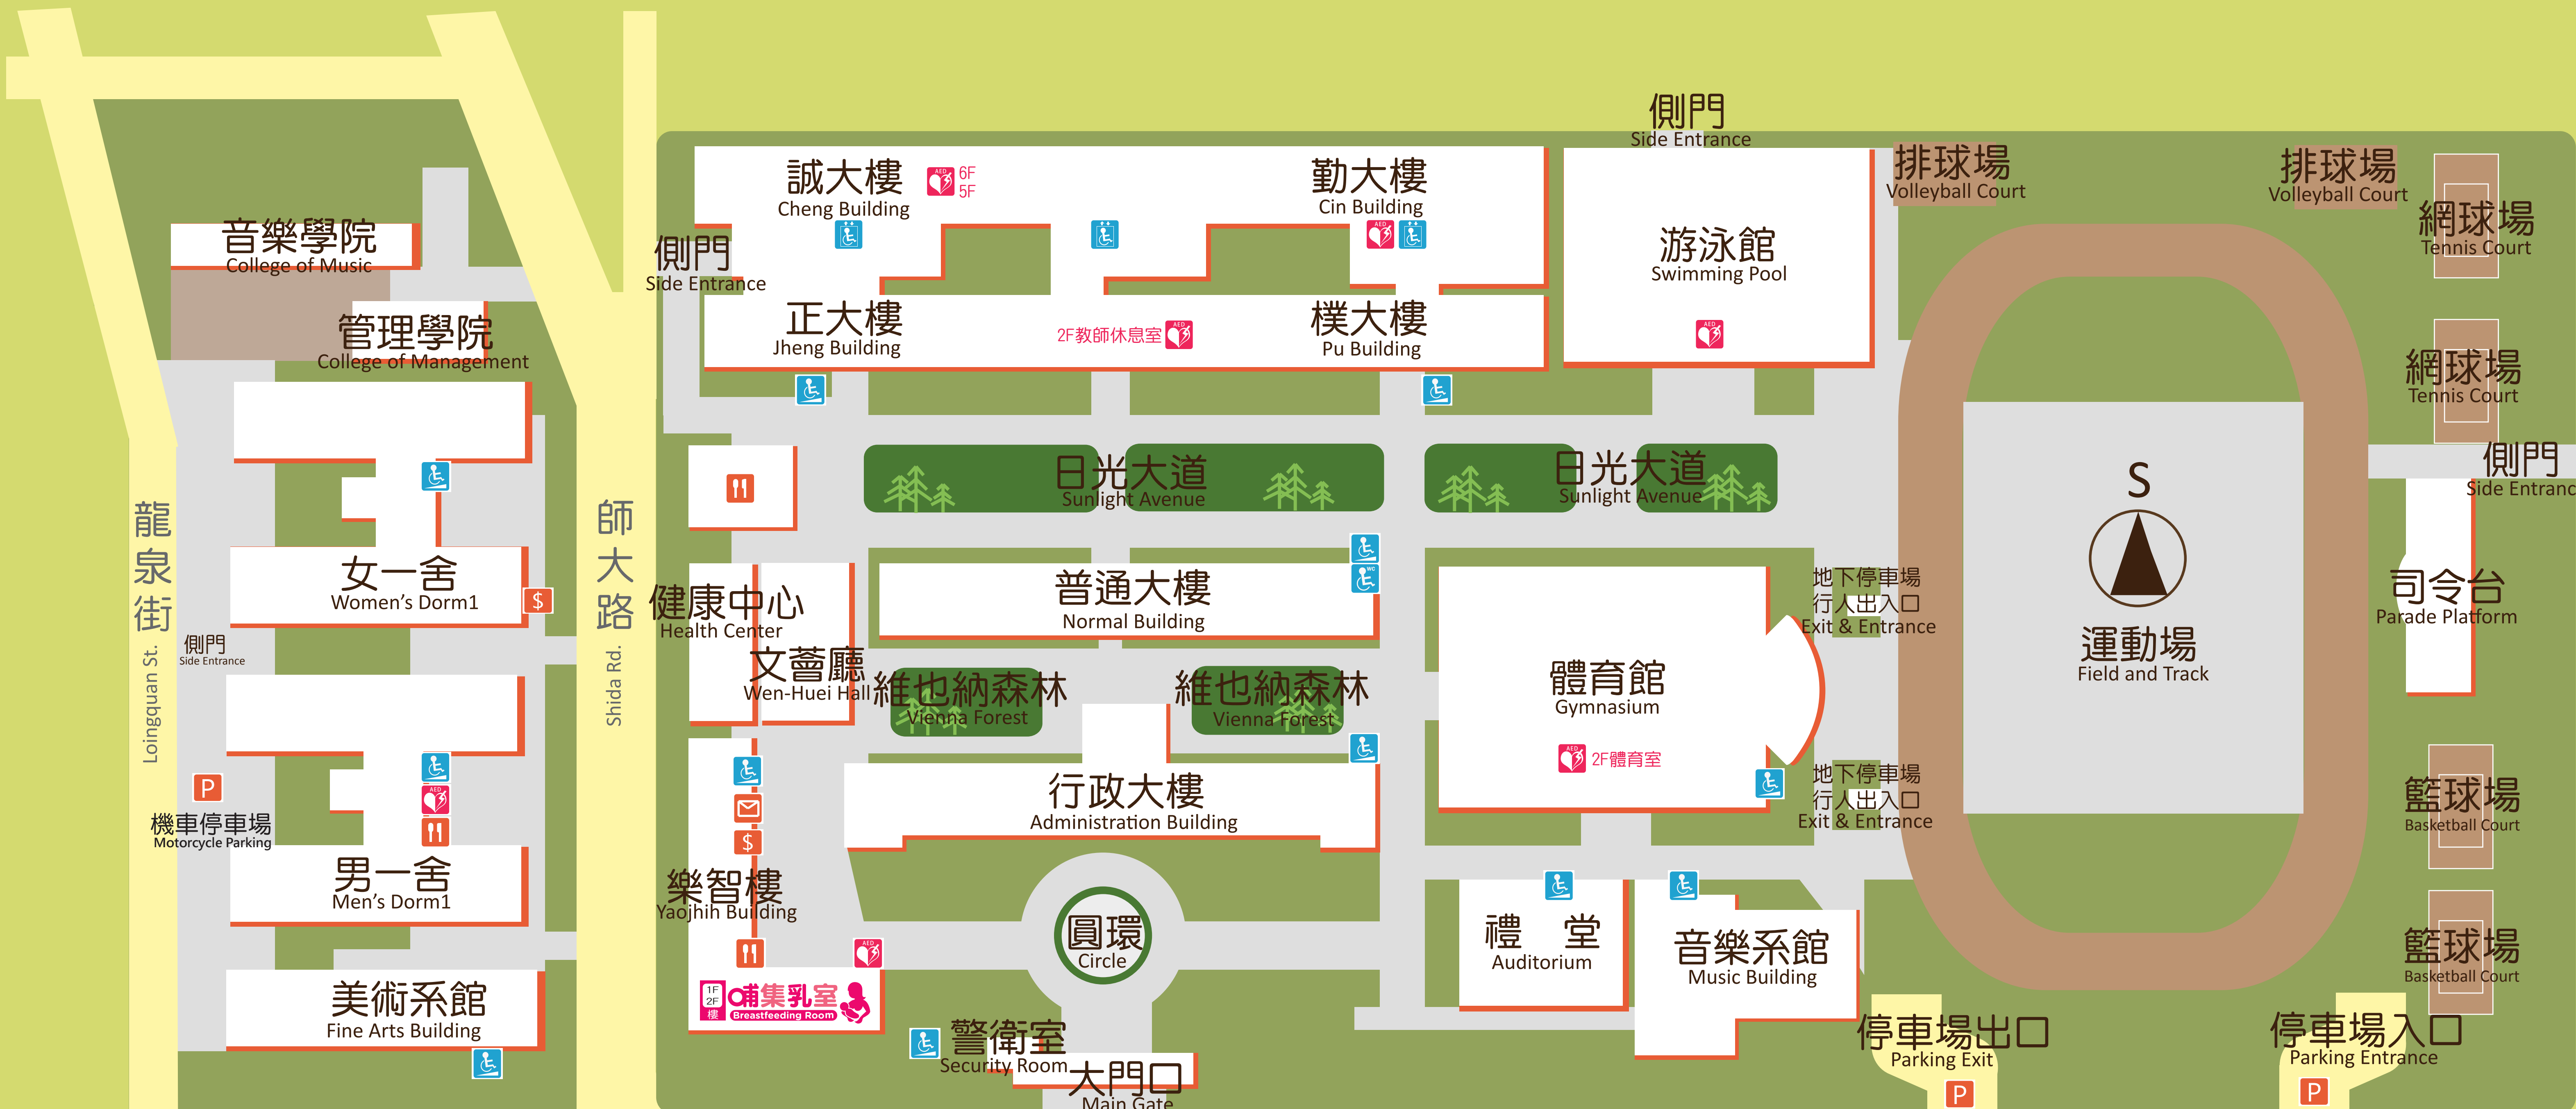 側門
Side Entrance
誠大樓
Cheng Building
AED
6F
5F
勤大樓
Cin Building
AED
排球場
Volleyball Court
排球場
Volleyball Court
網球場
Tennis Court
音樂學院
College of Music
側門
Side Entrance
游泳館
Swimming Pool
AED
管理學院
College of Management
正大樓
Jheng Building
2F教師休息室
AED
樸大樓
Pu Building
網球場
Tennis Court
日光大道
Sunlight Avenue
日光大道
Sunlight Avenue
側門
Side Entranc
S
龍泉街
Loingquan St.
師大路
Shida Rd.
女一舍
Women's Dorm1
$
健康中心
Health Center
普通大樓
Normal Building
WC
地下停車場
行人出入口
Exit & Entrance
司令台
Parade Platform
側門
Side Entrance
文薈廳
Wen-Huei Hall
維也納森林
Vienna Forest
維也納森林
Vienna Forest
體育館
Gymnasium
AED
2F體育室
運動場
Field and Track
P
機車停車場
Motorcycle Parking
AED
男一舍
Men's Dorm1
$
行政大樓
Administration Building
地下停車場
行人出入口
Exit & Entrance
籃球場
Basketball Court
樂智樓
Yaojhih Building
圓環
Circle
禮 堂
Auditorium
音樂系館
Music Building
籃球場
Basketball Court
AED
美術系館
Fine Arts Building
1F
2F
樓
哺集乳室
Breastfeeding Room
警衛室
Security Room
大門口
Main Gate
停車場出口
Parking Exit
P
停車場入口
Parking Entrance
P